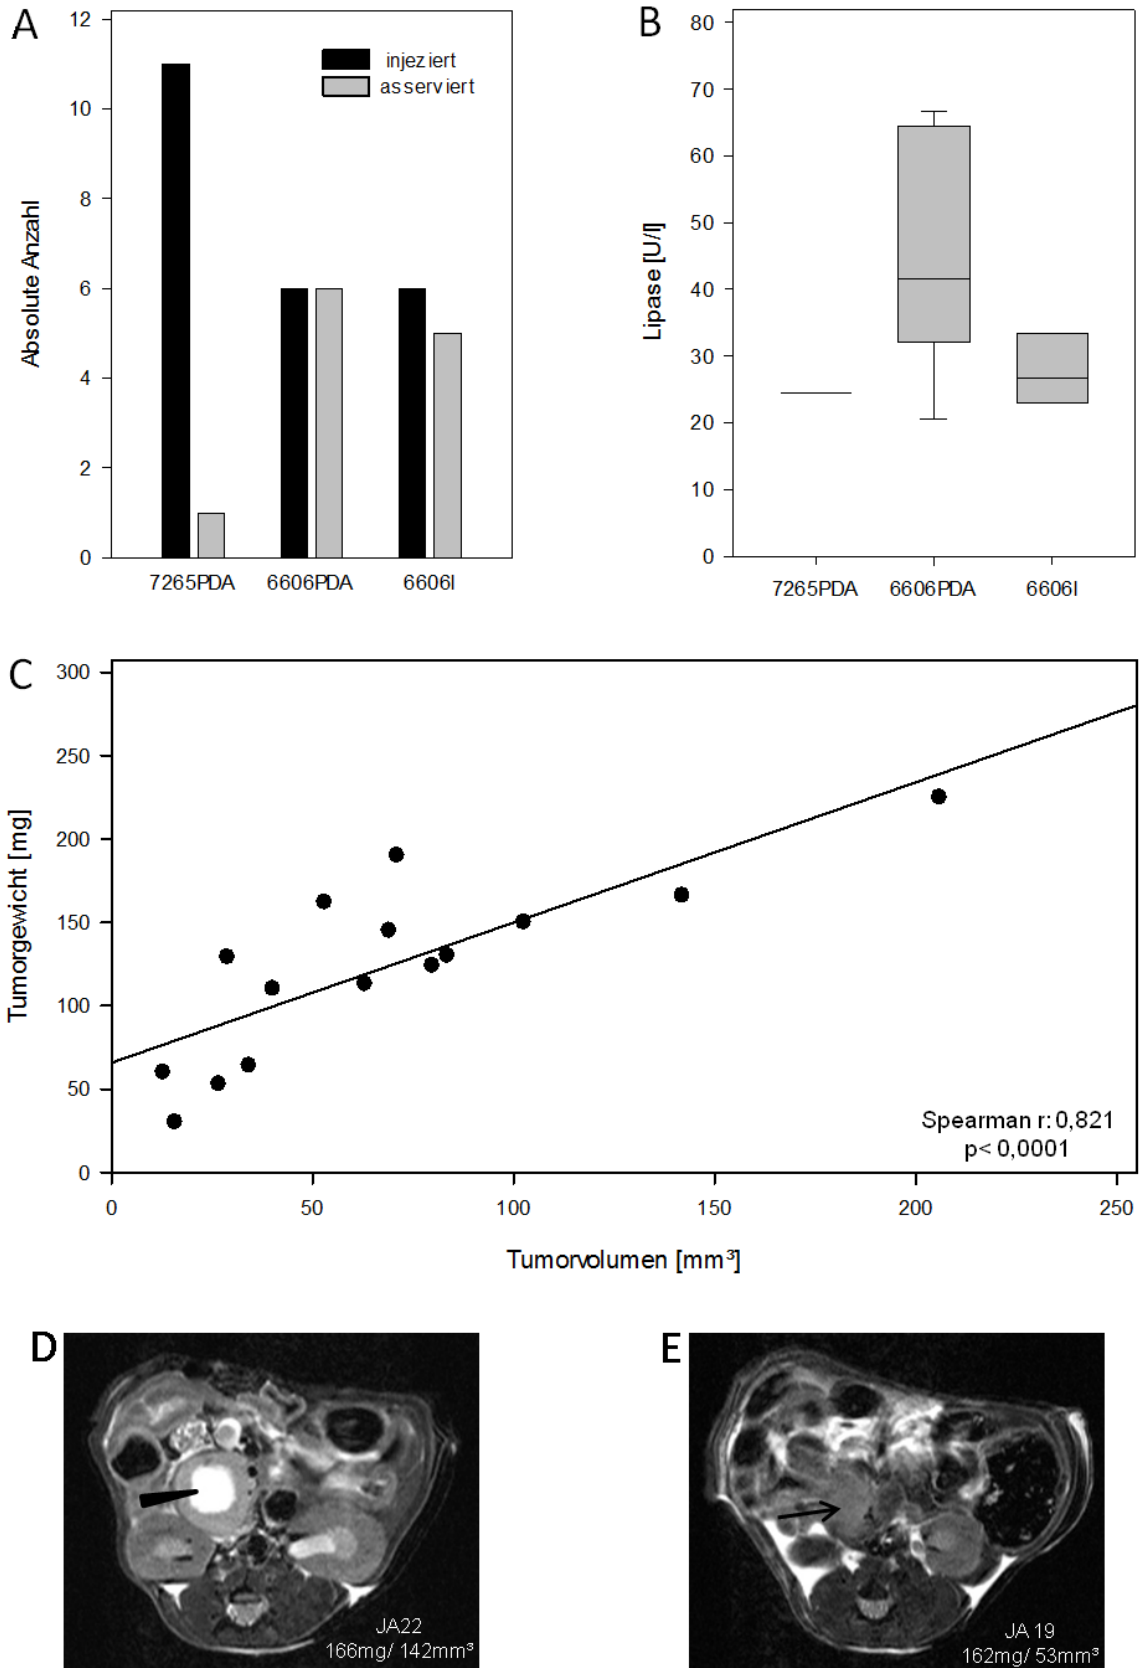 A
12
10
8
6
4
2
0
Absolute Anzahl
injeziert
asserviert
7265PDA 6606PDA 6606I
B
80
70
60
50
40
30
20
10
0
Lipase [U/l]
7265PDA 6606PDA 6606I
C
300
250
200
150
100
50
0
Tumorgewicht [mg]
Spearman r: 0,821
p< 0,0001
0 50 100 150 200 250
Tumorvolumen [mm³]
D
JA22
166mg/ 142mm³
E
JA 19
162mg/ 53mm³